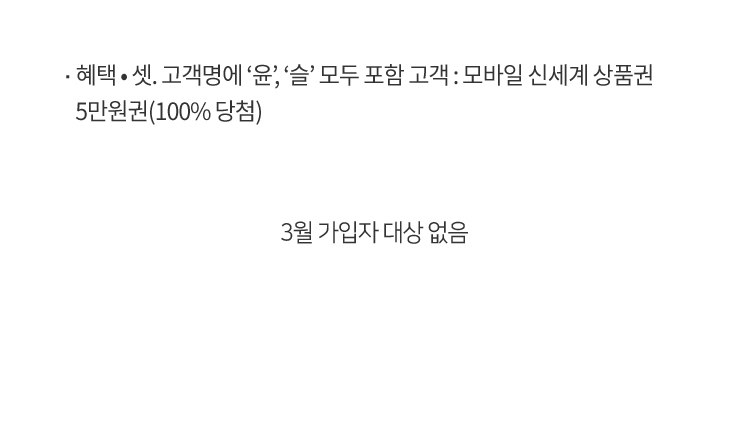 · 혜택 • 셋. 고객명에 ‘윤’, ‘슬’ 모두 포함 고객 : 모바일 신세계 상품권
5만원권(100% 당첨)
3월 가입자 대상 없음